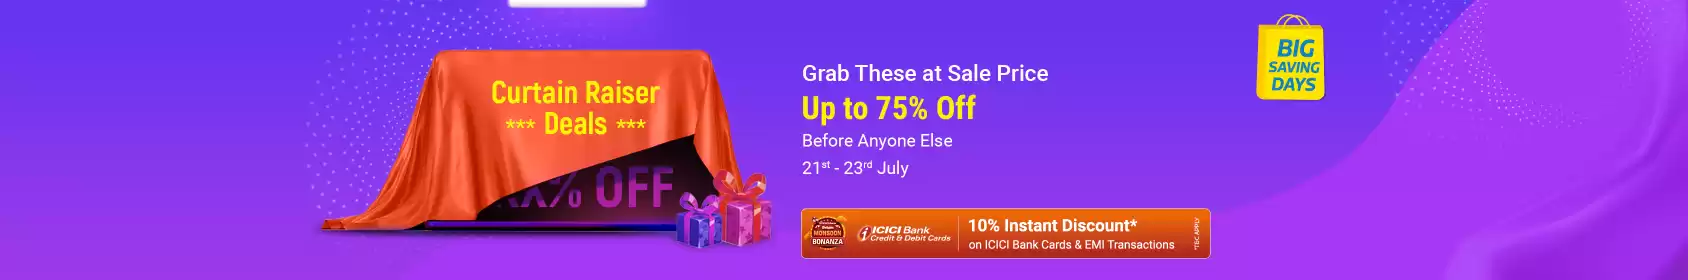 Curtain Raiser
*** Deals ***
XX% OFF
Grab These at Sale Price
Up to 75% Off
Before Anyone Else
21st - 23rd July
MONSOON
BONANZA
ICICI Bank
Credit & Debit Cards
10% Instant Discount*
on ICICI Bank Cards & EMI Transactions
*T&C APPLY
BIG
SAVING
DAYS